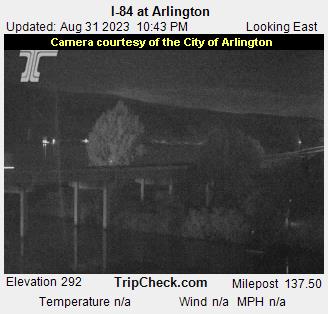 I-84 at Arlington
Updated: Aug 31 2023 10:43 PM Looking East
Camera courtesy of the City of Arlington
Elevation 292 TripCheck.com Milepost 137.50
Temperature n/a Wind n/a MPH n/a